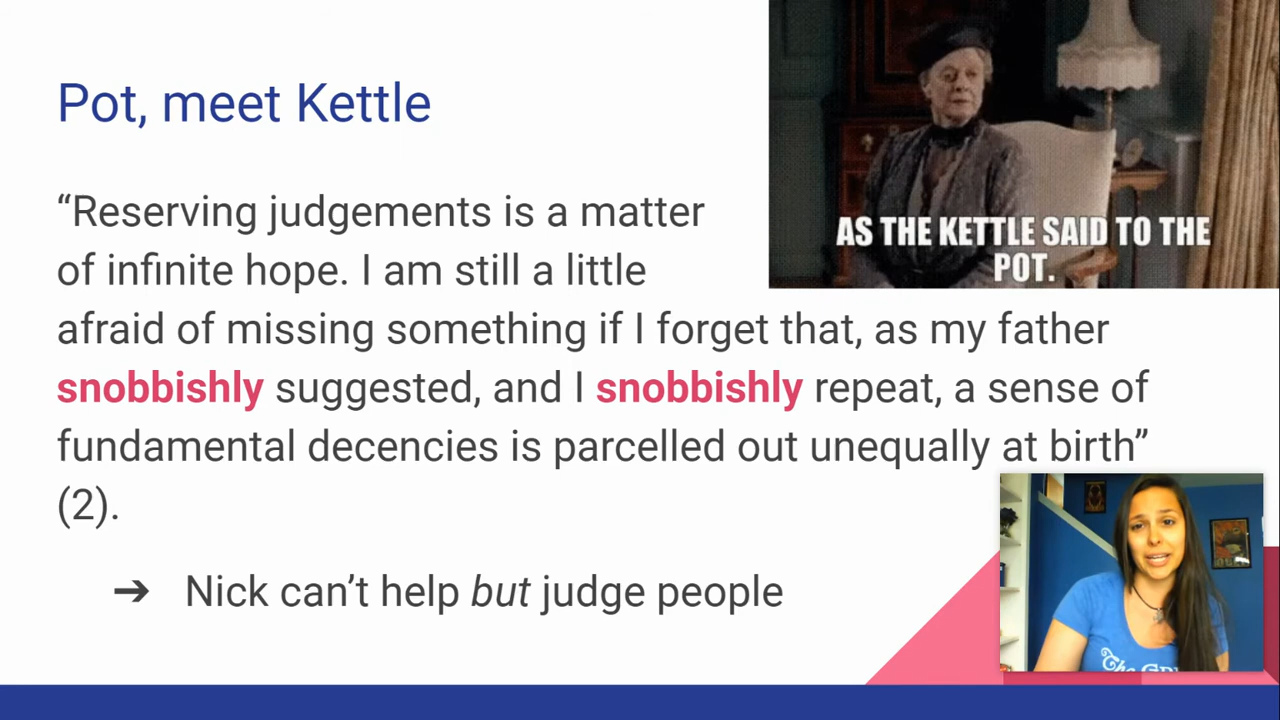 Pot, meet Kettle
AS THE KETTLE SAID TO THE
POT.
“Reserving judgements is a matter
of infinite hope. I am still a little
afraid of missing something if I forget that, as my father
snobbishly suggested, and I snobbishly repeat, a sense of
fundamental decencies is parcelled out unequally at birth”
(2).
➔ Nick can’t help but judge people
The